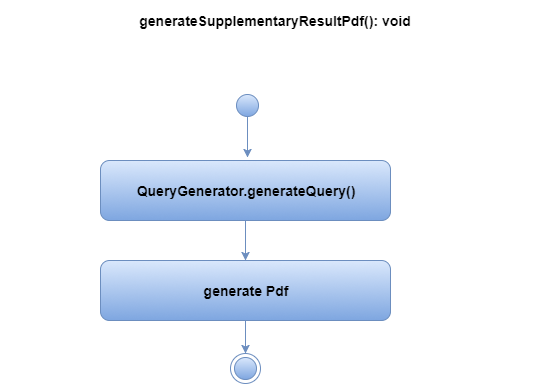 generateSupplementaryResultPdf(): void
QueryGenerator.generateQuery()
generate Pdf